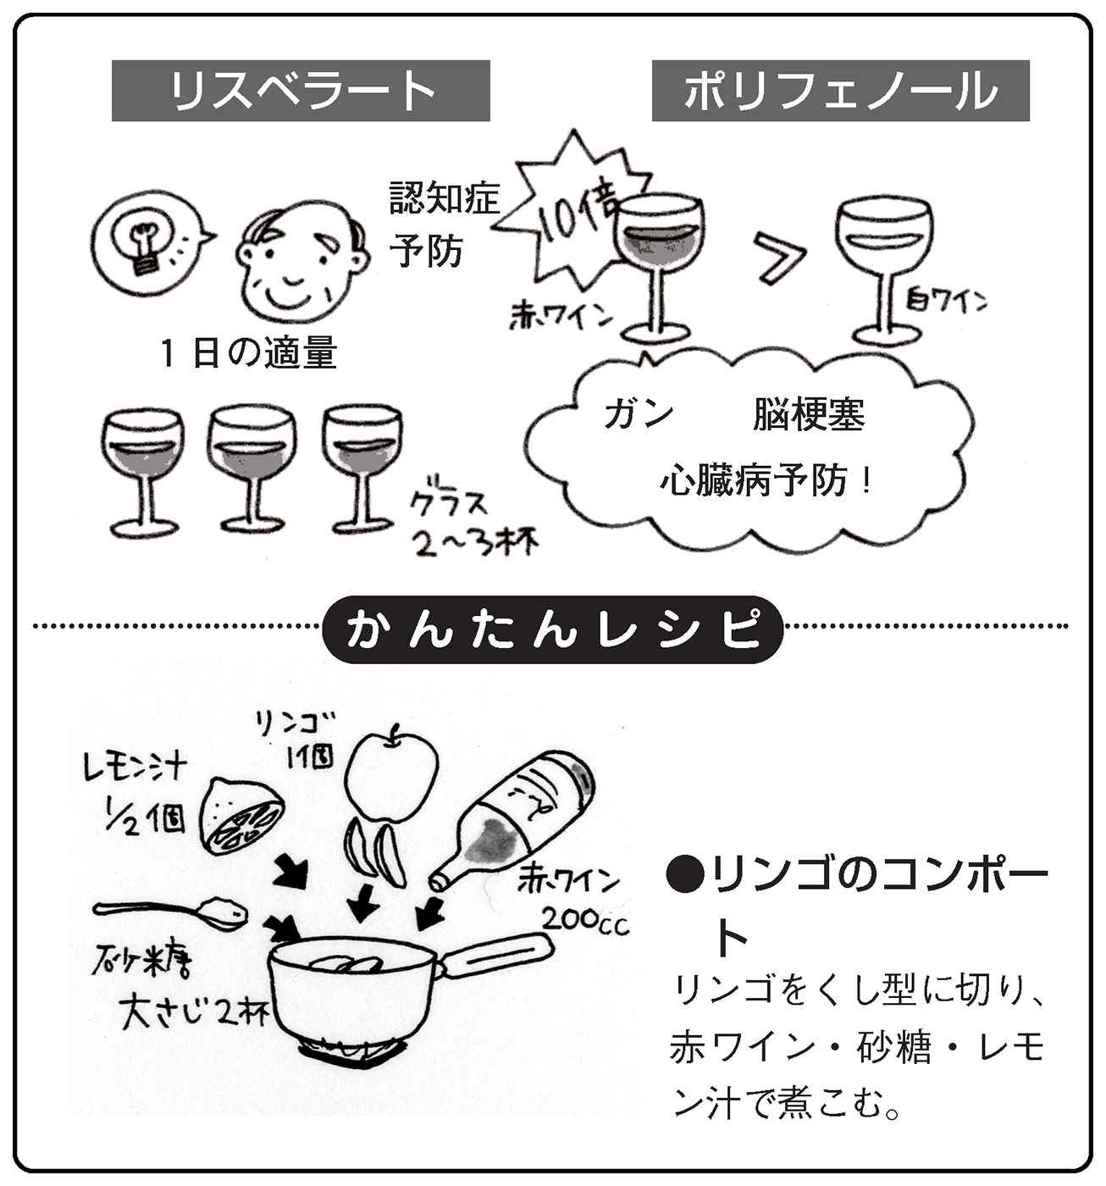 リスベラート
認知症
予防
1日の適量
グラス
2〜3杯
ポリフェノール
10倍
赤ワイン
>
白ワイン
ガン　脳梗塞
心臓病予防！
かんたんレシピ
リンゴ
1個
レモン汁
1/2個
赤ワイン
200cc
砂糖
大さじ2杯
●リンゴのコンポー
ト
リンゴをくし型に切り、
赤ワイン・砂糖・レモ
ン汁で煮こむ。